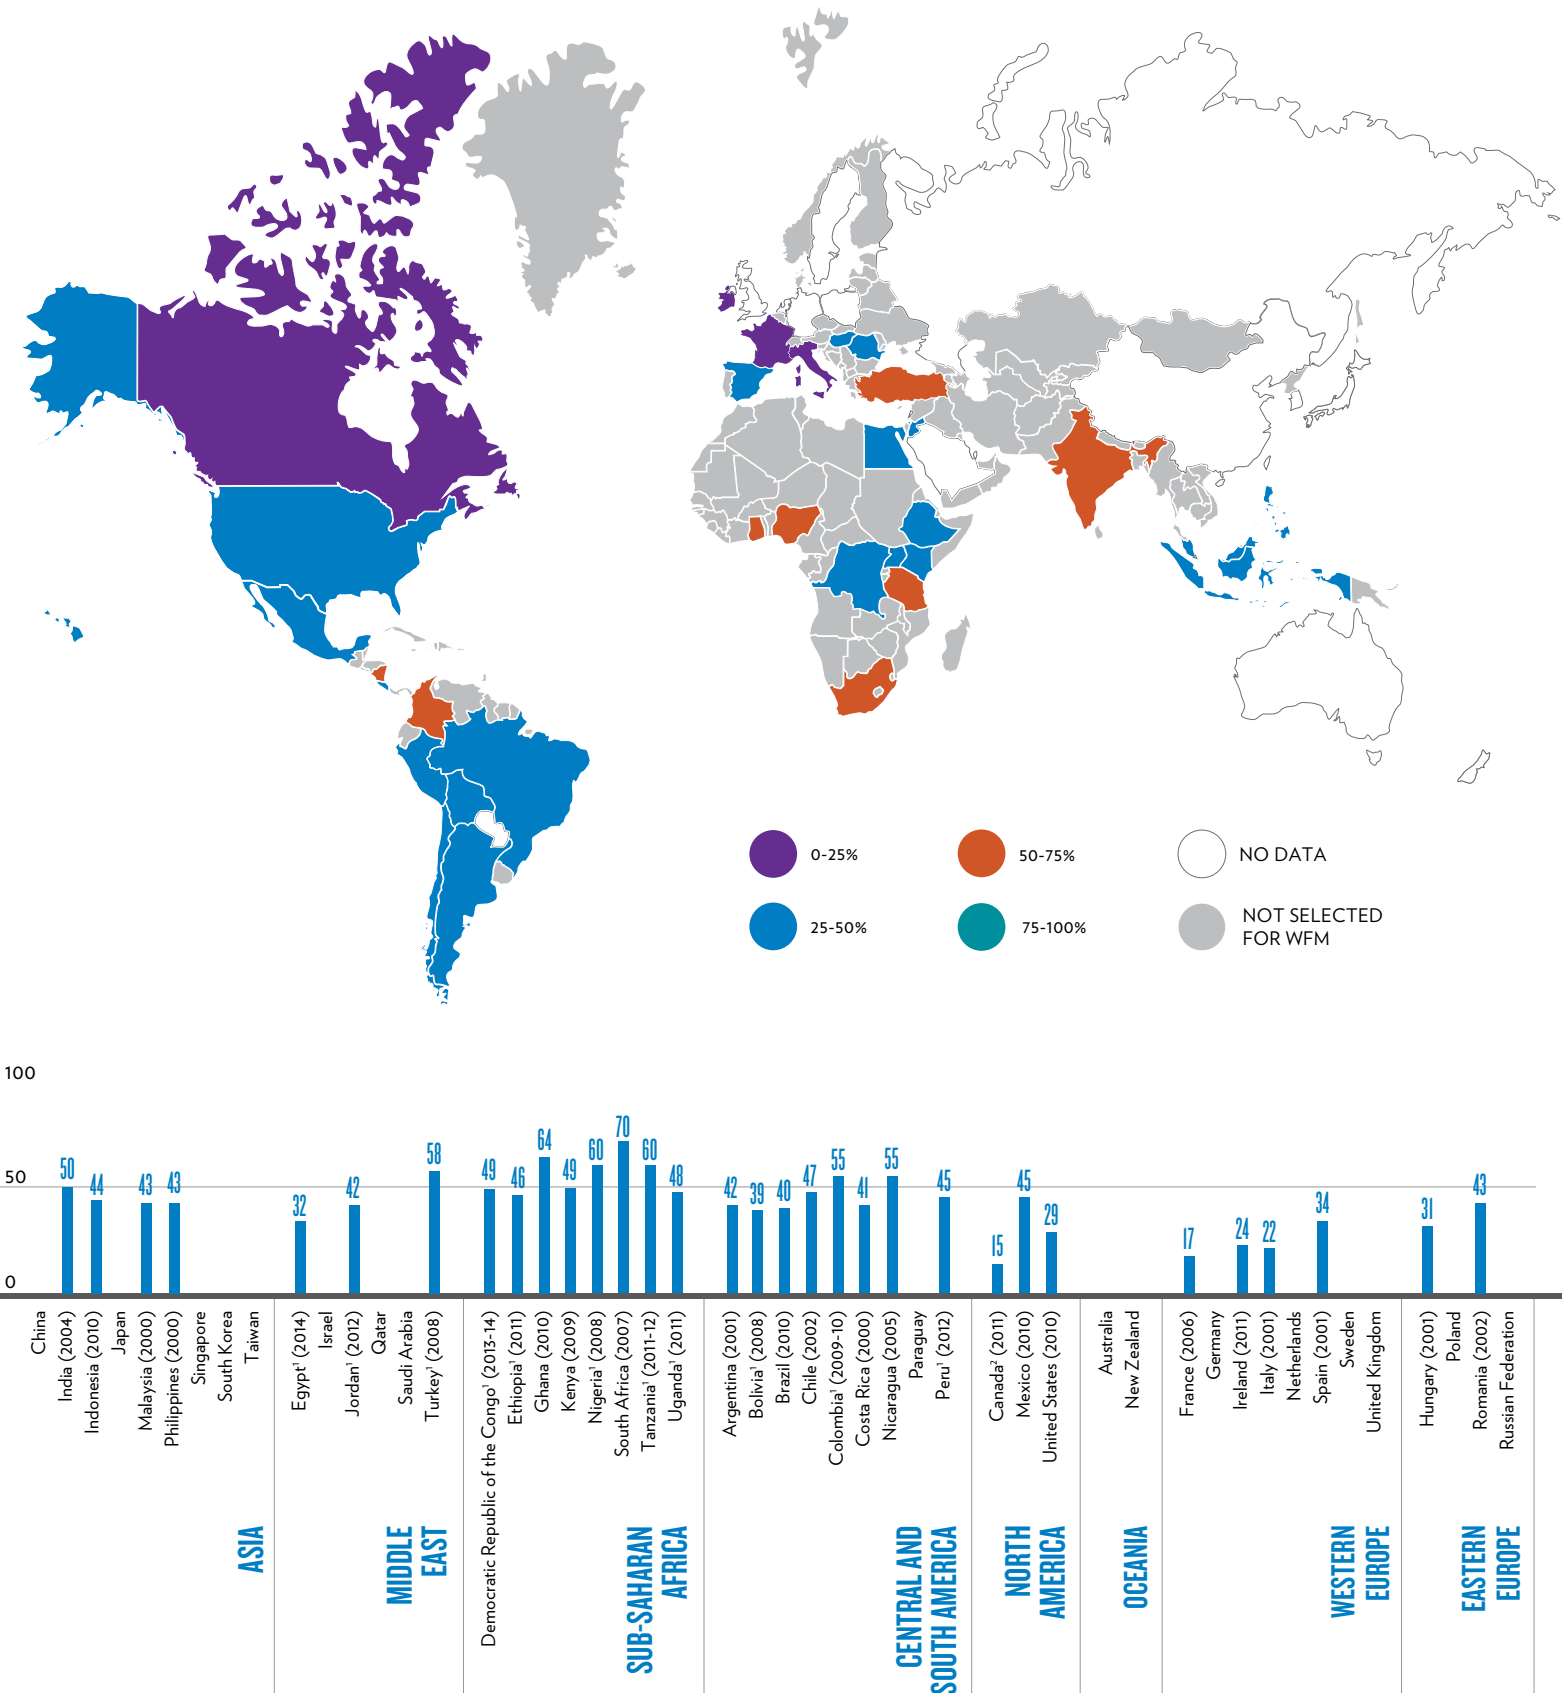 0-25%
50-75%
NO DATA
25-50%
75-100%
NOT SELECTED
FOR WFM
100
50
0
50
44
43
43
32
42
58
49
46
64
49
60
70
60
48
42
39
40
47
55
41
55
45
15
45
29
17
24
22
34
31
43
China
India (2004)
Indonesia (2010)
Japan
Malaysia (2000)
Philippines (2000)
Singapore
South Korea
Taiwan
Egypt¹ (2014)
Israel
Jordan¹ (2012)
Qatar
Saudi Arabia
Turkey¹ (2008)
Democratic Republic of the Congo¹ (2013-14)
Ethiopia¹ (2011)
Ghana (2010)
Kenya (2009)
Nigeria¹ (2008)
South Africa (2007)
Tanzania¹ (2011-12)
Uganda¹ (2011)
Argentina (2001)
Bolivia¹ (2008)
Brazil (2010)
Chile (2002)
Colombia¹ (2009-10)
Costa Rica (2000)
Nicaragua (2005)
Paraguay
Peru¹ (2012)
Canada² (2011)
Mexico (2010)
United States (2010)
Australia
New Zealand
France (2006)
Germany
Ireland (2011)
Italy (2001)
Netherlands
Spain (2001)
Sweden
United Kingdom
Hungary (2001)
Poland
Romania (2002)
Russian Federation
ASIA
MIDDLE
EAST
SUB-SAHARAN
AFRICA
CENTRAL AND
SOUTH AMERICA
NORTH
AMERICA
OCEANIA
WESTERN
EUROPE
EASTERN
EUROPE